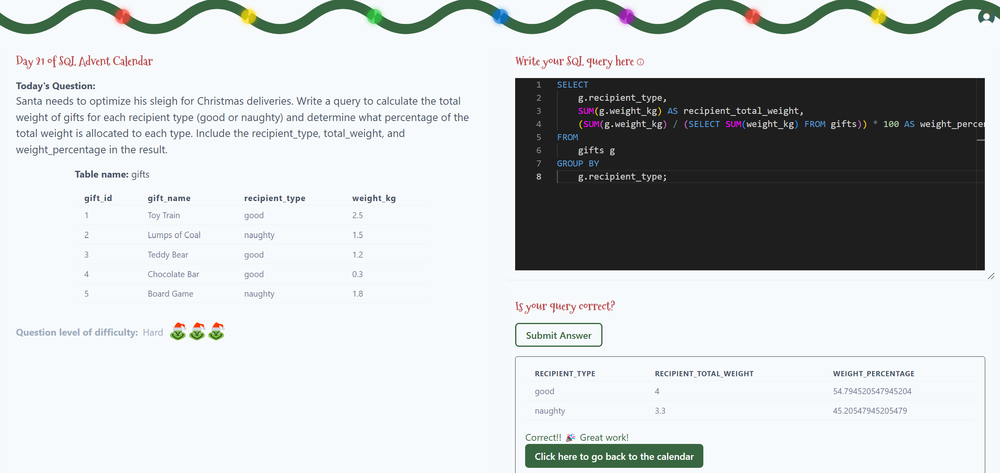 Day 21 of SQL Advent Calendar
Today's Question:
Santa needs to optimize his sleigh for Christmas deliveries. Write a query to calculate the total
weight of gifts for each recipient type (good or naughty) and determine what percentage of the
total weight is allocated to each type. Include the recipient_type, total_weight, and
weight_percentage in the result.
Table name: gifts
gift_id gift_name recipient_type weight_kg
1 Toy Train good 2.5
2 Lumps of Coal naughty 1.5
3 Teddy Bear good 1.2
4 Chocolate Bar good 0.3
5 Board Game naughty 1.8
Question level of difficulty: Hard
Write your SQL query here
1 SELECT
2 g.recipient_type,
3 SUM(g.weight_kg) AS recipient_total_weight,
4 (SUM(g.weight_kg) / (SELECT SUM(weight_kg) FROM gifts)) * 100 AS weight_percen
5 FROM
6 gifts g
7 GROUP BY
8 g.recipient_type;
Is your query correct?
Submit Answer
RECIPIENT_TYPE RECIPIENT_TOTAL_WEIGHT WEIGHT_PERCENTAGE
good 4 54.794520547945204
naughty 3.3 45.20547945205479
Correct!! 🎉 Great work!
Click here to go back to the calendar